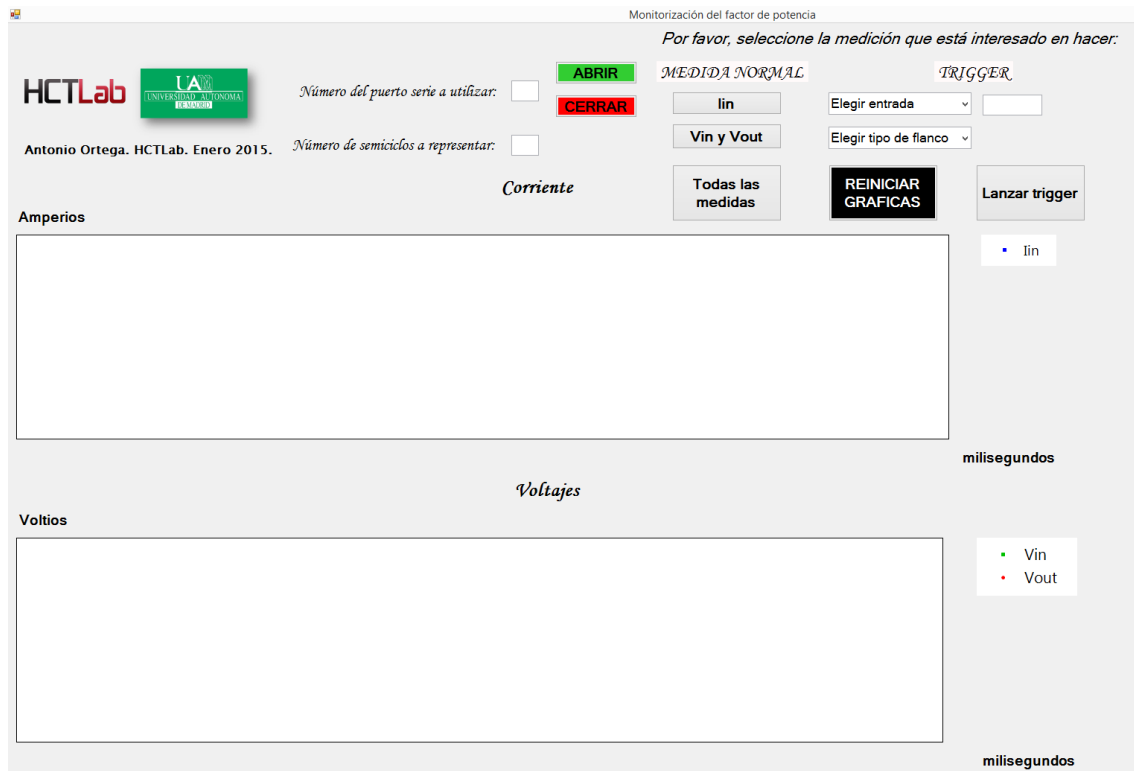 Monitorización del factor de potencia
Por favor, seleccione la medición que está interesado en hacer:
HCTLab
UAM
UNIVERSIDAD AUTONOMA
DE MADRID
Número del puerto serie a utilizar:
ABRIR
CERRAR
MEDIDA NORMAL
TRIGGER
Iin
Elegir entrada
Vin y Vout
Elegir tipo de flanco
Antonio Ortega. HCTLab. Enero 2015.
Número de semiciclos a representar:
Todas las
medidas
REINICIAR
GRAFICAS
Lanzar trigger
Corriente
Amperios
Iin
milisegundos
Voltajes
Voltios
Vin
Vout
milisegundos